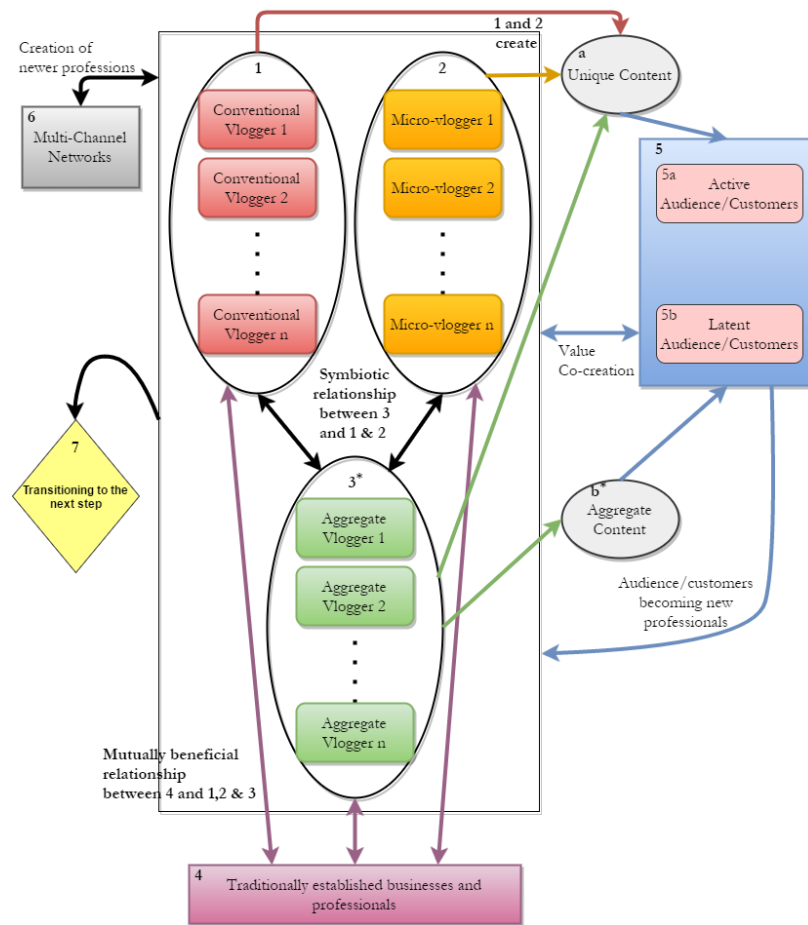 1 and 2
create
a
Unique Content
Creation of
newer professions
6
Multi-Channel
Networks
1
Conventional
Vlogger 1
Conventional
Vlogger 2
Conventional
Vlogger n
2
Micro-vlogger 1
Micro-vlogger 2
Micro-vlogger n
5
5a
Active
Audience/Customers
5b
Latent
Audience/Customers
Value
Co-creation
Symbiotic
relationship
between 3
and 1 & 2
7
Transitioning to the
next step
3*
Aggregate
Vlogger 1
Aggregate
Vlogger 2
Aggregate
Vlogger n
b*
Aggregate
Content
Audience/customers
becoming new
professionals
Mutually beneficial
relationship
between 4 and 1,2 & 3
4
Traditionally established businesses and
professionals